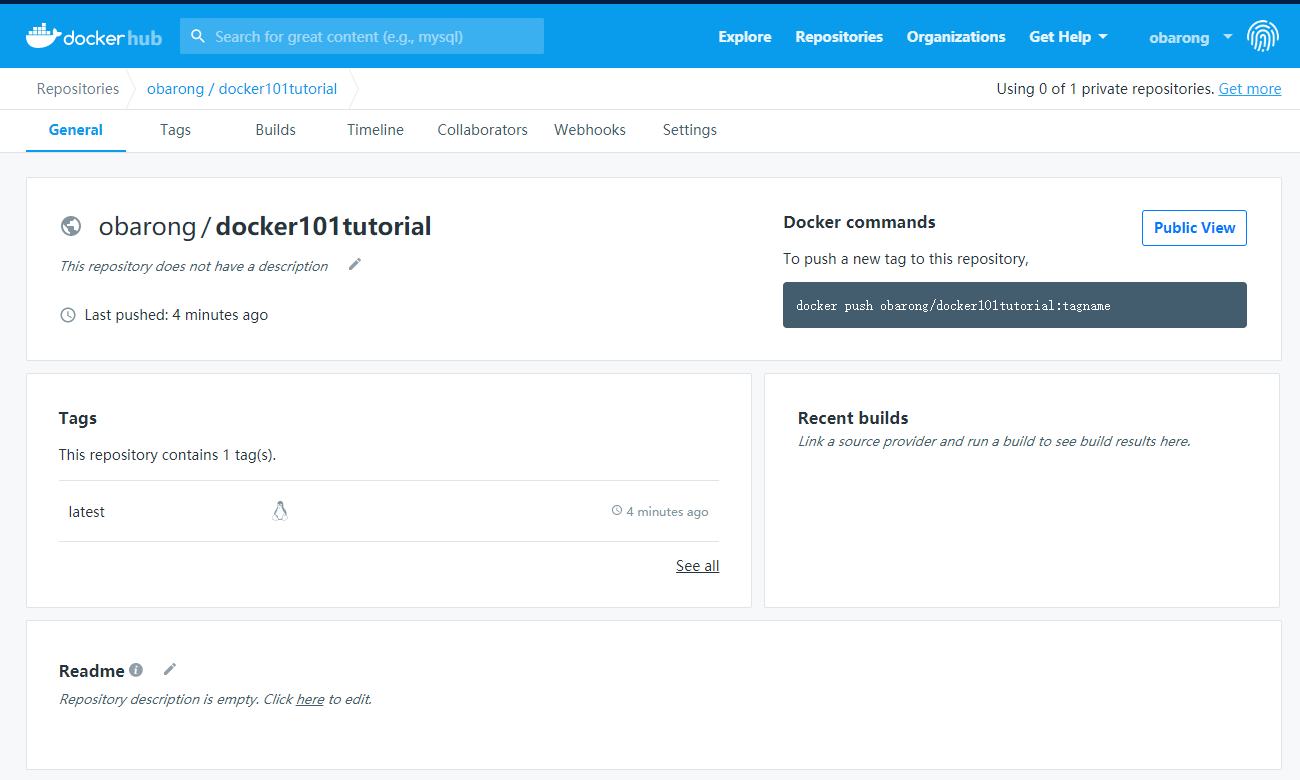 docker hub
Search for great content (e.g., mysql)
Explore
Repositories
Organizations
Get Help
obarong
Repositories
obarong / docker101tutorial
Using 0 of 1 private repositories. Get more
General
Tags
Builds
Timeline
Collaborators
Webhooks
Settings
obarong / docker101tutorial
This repository does not have a description
Last pushed: 4 minutes ago
Docker commands
Public View
To push a new tag to this repository,
docker push obarong/docker101tutorial:tagname
Tags
This repository contains 1 tag(s).
latest
4 minutes ago
See all
Recent builds
Link a source provider and run a build to see build results here.
Readme
Repository description is empty. Click here to edit.